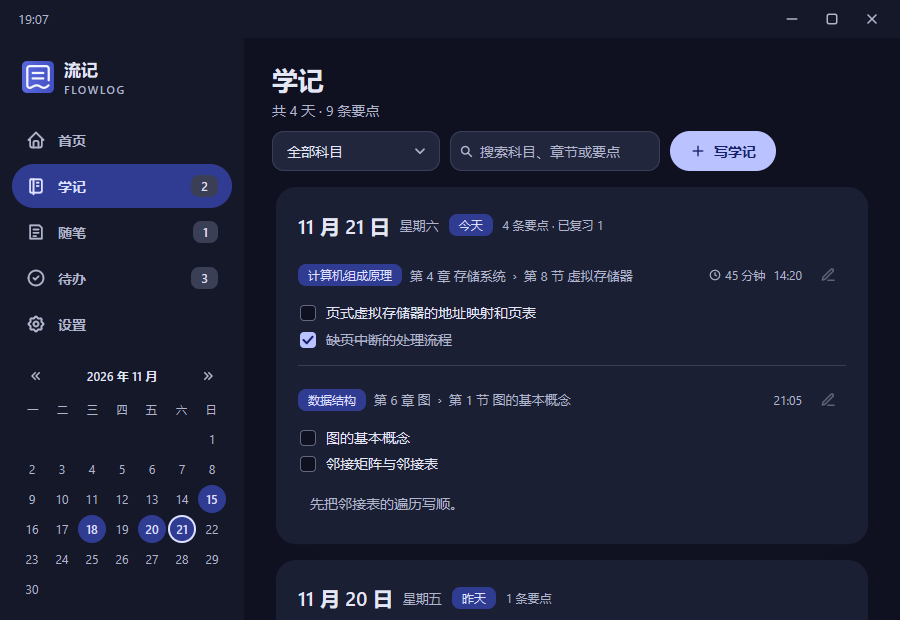 19:07
流记
FLOWLOG
首页
学记 2
随笔 1
待办 3
设置
« 2026 年 11 月 »
一 二 三 四 五 六 日
1
2 3 4 5 6 7 8
9 10 11 12 13 14 15
16 17 18 19 20 21 22
23 24 25 26 27 28 29
30
学记
共 4 天 · 9 条要点
全部科目
搜索科目、章节或要点
+ 写学记
11 月 21 日 星期六 今天 4 条要点 · 已复习 1
计算机组成原理 第 4 章 存储系统 › 第 8 节 虚拟存储器 45 分钟 14:20
页式虚拟存储器的地址映射和页表
缺页中断的处理流程
数据结构 第 6 章 图 › 第 1 节 图的基本概念 21:05
图的基本概念
邻接矩阵与邻接表
先把邻接表的遍历写顺。
11 月 20 日 星期五 昨天 1 条要点